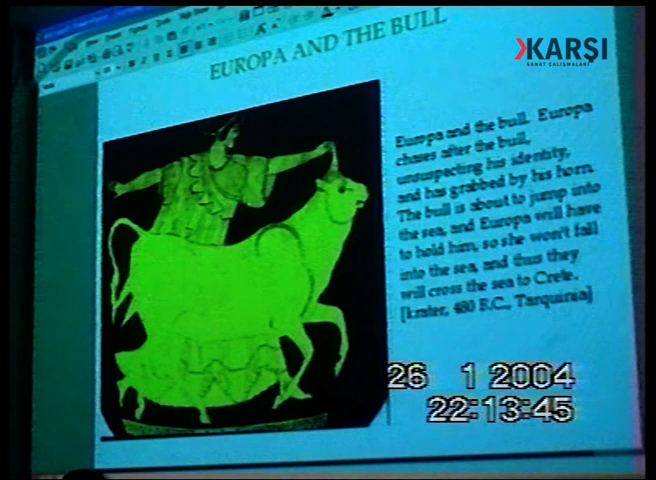 EUROPA AND THE BULL
KARŞI
SANAT ÇALIŞMALARI
Europa and the bull. Europa
chases after the bull,
unsuspecting his identity,
and has grabbed by his horn.
The bull is about to jump into
the sea, and Europa will have
to hold him, so she won't fall
into the sea, and thus they
will cross the sea to Crete.
[krater, 480 B.C., Tarquinia]
26 1 2004
22:13:45